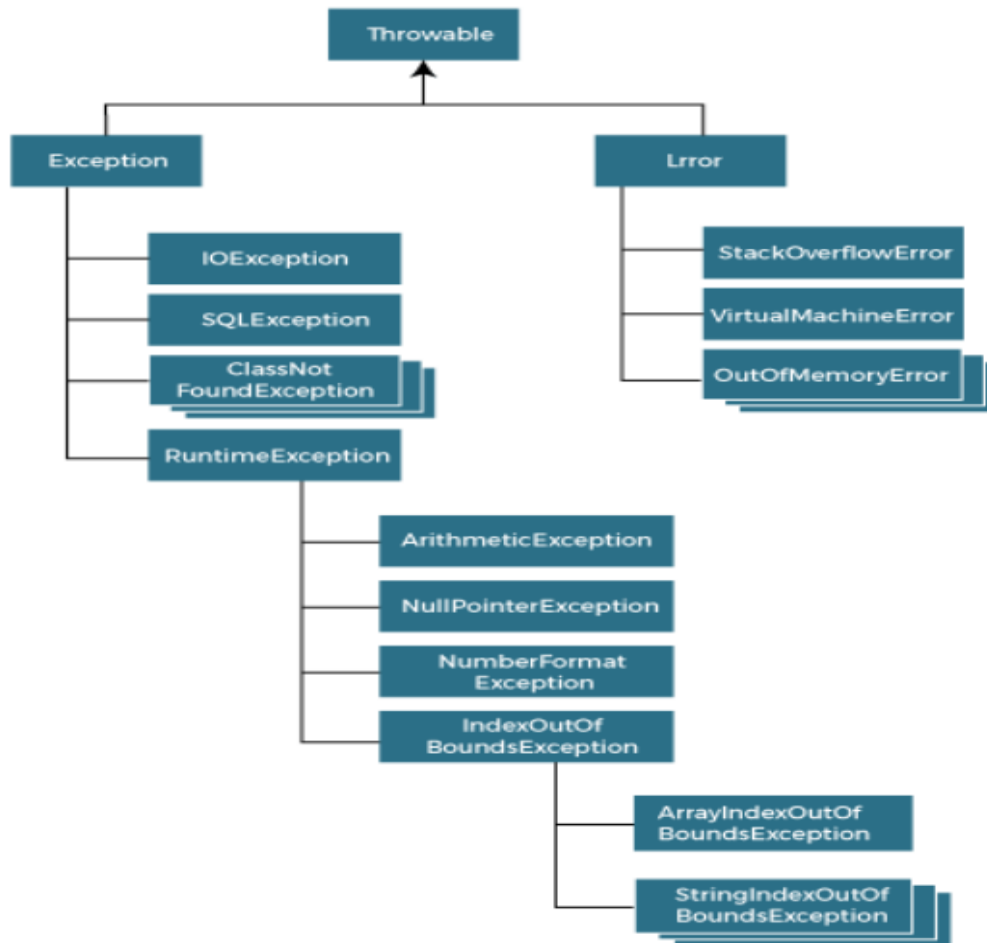 Throwable
Exception
Lrror
IOException
SQLException
ClassNot
FoundException
RuntimeException
StackOverflowError
VirtualMachineError
OutOfMemoryError
ArithmeticException
NullPointerException
NumberFormat
Exception
IndexOutOf
BoundsException
ArrayIndexOutOf
BoundsException
StringIndexOutOf
BoundsException